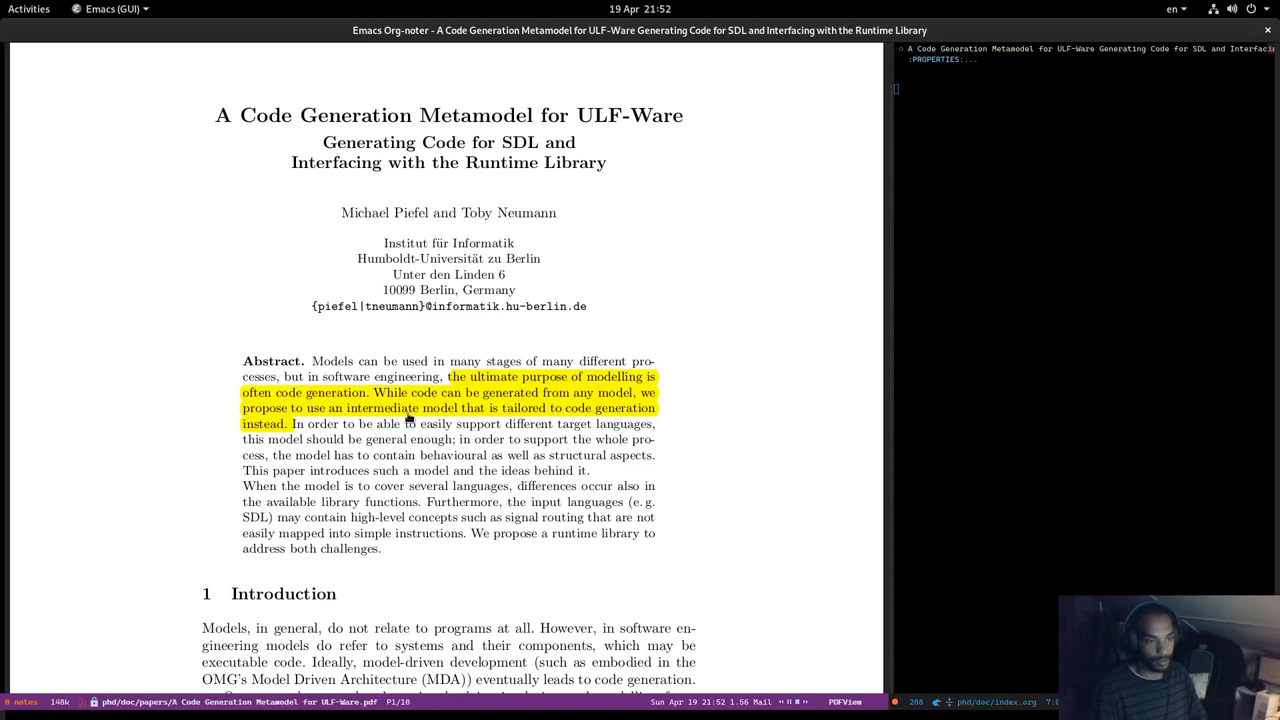 Activities
Emacs (GUI)
19 Apr 21:52
en
Emacs Org-noter - A Code Generation Metamodel for ULF-Ware Generating Code for SDL and Interfacing with the Runtime Library
A Code Generation Metamodel for ULF-Ware
Generating Code for SDL and
Interfacing with the Runtime Library
Michael Piefel and Toby Neumann
Institut für Informatik
Humboldt-Universität zu Berlin
Unter den Linden 6
10099 Berlin, Germany
{piefel|tneumann}@informatik.hu-berlin.de
Abstract. Models can be used in many stages of many different pro-
cesses, but in software engineering, the ultimate purpose of modelling is
often code generation. While code can be generated from any model, we
propose to use an intermediate model that is tailored to code generation
instead. In order to be able to easily support different target languages,
this model should be general enough; in order to support the whole pro-
cess, the model has to contain behavioural as well as structural aspects.
This paper introduces such a model and the ideas behind it.
When the model is to cover several languages, differences occur also in
the available library functions. Furthermore, the input languages (e. g.
SDL) may contain high-level concepts such as signal routing that are not
easily mapped into simple instructions. We propose a runtime library to
address both challenges.
1 Introduction
Models, in general, do not relate to programs at all. However, in software en-
gineering models do refer to systems and their components, which may be
executable code. Ideally, model-driven development (such as embodied in the
OMG's Model Driven Architecture (MDA)) eventually leads to code generation.
A Code Generation Metamodel for ULF-Ware Generating Code for SDL and Interfacin
:PROPERTIES:...
0 notes 148k phd/doc/papers/A Code Generation Metamodel for ULF-Ware.pdf P1/10
Sun Apr 19 21:52 1.56 Mail
PDFView
208 phd/doc/index.org